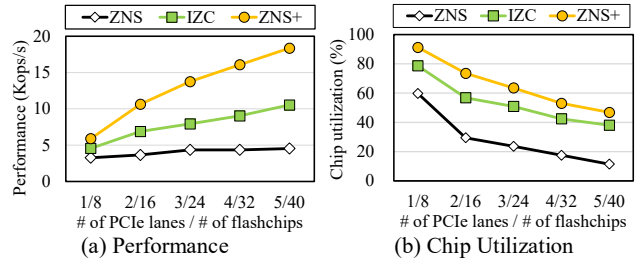 ZNS IZC ZNS+
Performance (Kops/s)
20
15
10
5
0
1/8 2/16 3/24 4/32 5/40
# of PCIe lanes / # of flashchips
(a) Performance
ZNS IZC ZNS+
Chip utilization (%)
100
80
60
40
20
0
1/8 2/16 3/24 4/32 5/40
# of PCIe lanes / # of flashchips
(b) Chip Utilization